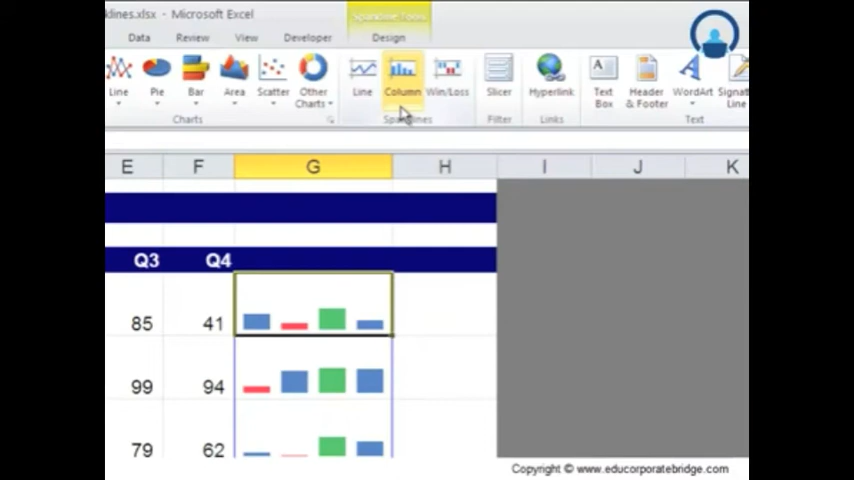 klines.xlsx - Microsoft Excel
Sparkline Tools
Data Review View Developer Design
Line Pie Bar Area Scatter Other Charts Line Column Win/Loss Slicer Hyperlink Text Box Header & Footer WordArt Signat Line
Charts Sparklines Filter Links Text
E F G H I J K
Q3 Q4
85 41
99 94
79 62
Copyright © www.educorporatebridge.com